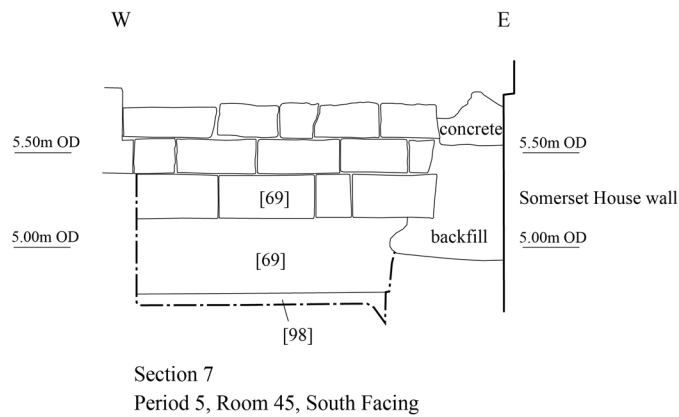 W E
5.50m OD concrete 5.50m OD
[69] Somerset House wall
5.00m OD backfill 5.00m OD
[69]
[98]
Section 7
Period 5, Room 45, South Facing